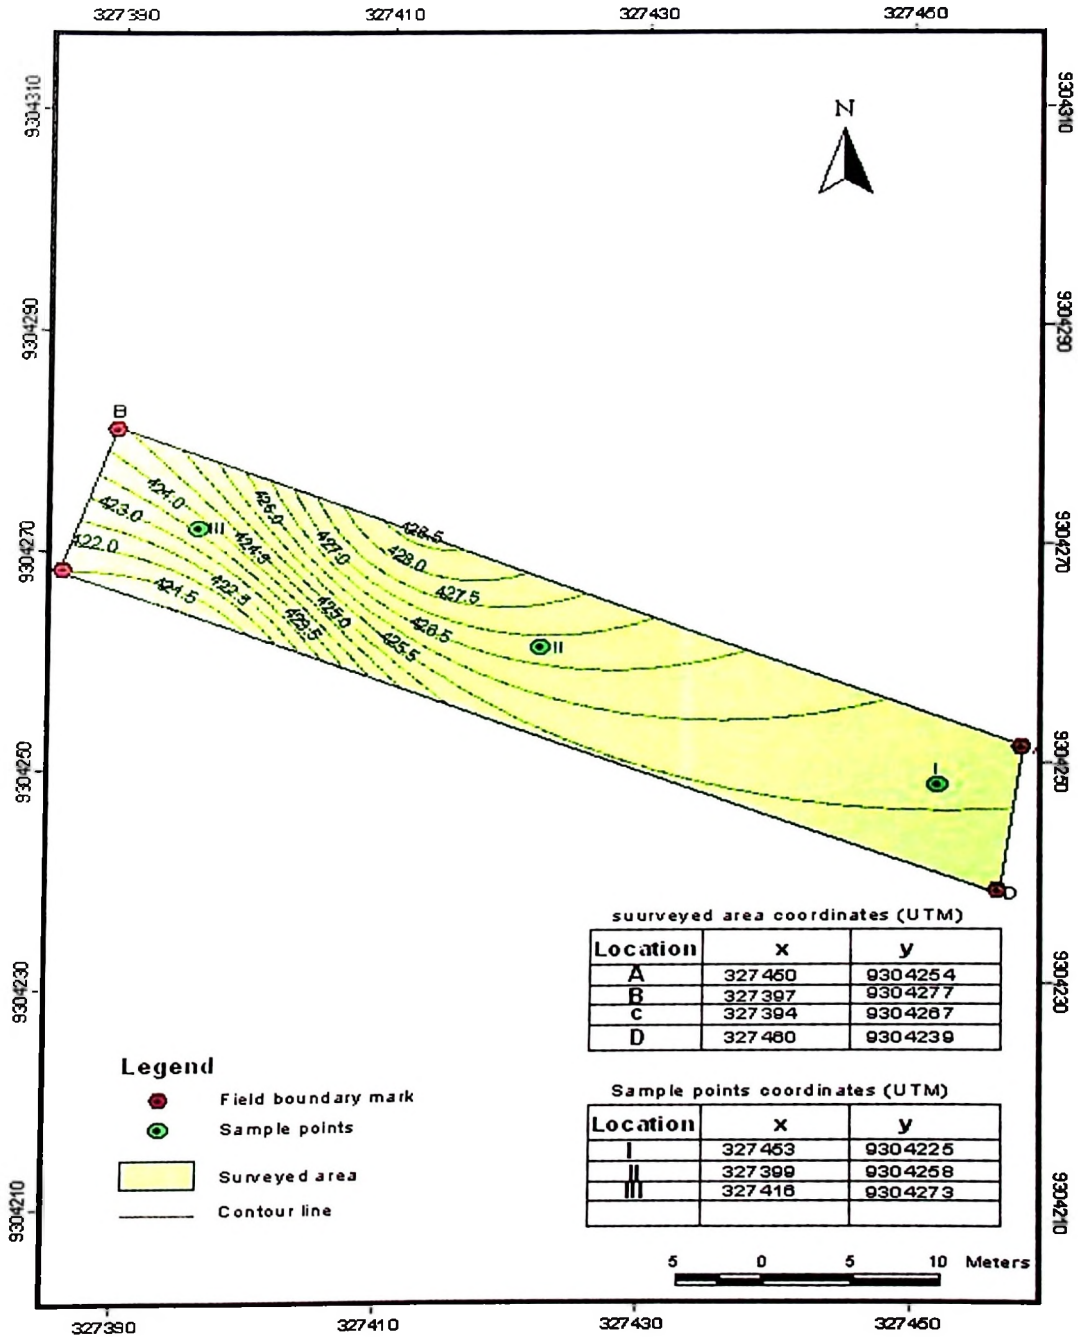 327390 327410 327430 327450
9304310 9304310
N
9304290 9304290
B
424.0
426.0
428.5
423.0
III
427.0
428.0
422.0
424.5
9304270 9304270
427.5
421.5
422.5
425.0
426.5
423.5
425.5
II
I
9304250 9304250
D
suurveyed area coordinates (UTM)
Location x y
A 327460 9304254
B 327397 9304277
c 327394 9304267
D 327460 9304239
9304230 9304230
Legend
Field boundary mark
Sample points
Surveyed area
Contour line
Sample points coordinates (UTM)
Location x y
I 327453 9304225
II 327399 9304258
III 327416 9304273
9304210 9304210
5 0 5 10 Meters
327390 327410 327430 327450